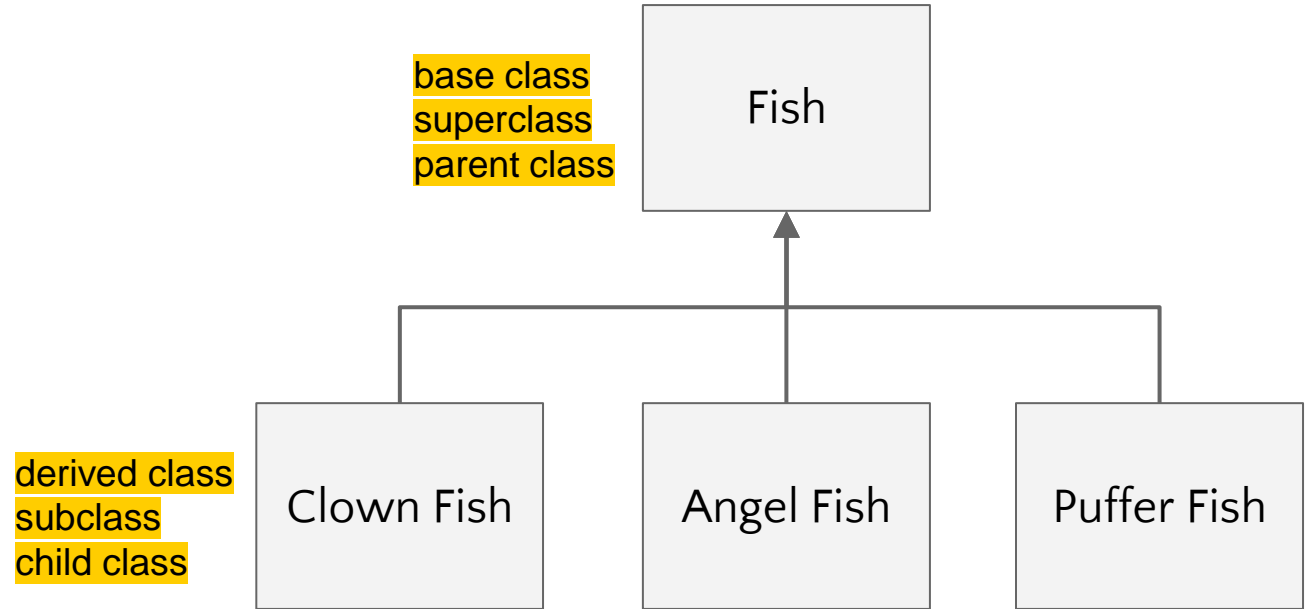 base class
superclass
parent class
Fish
derived class
subclass
child class
Clown Fish
Angel Fish
Puffer Fish